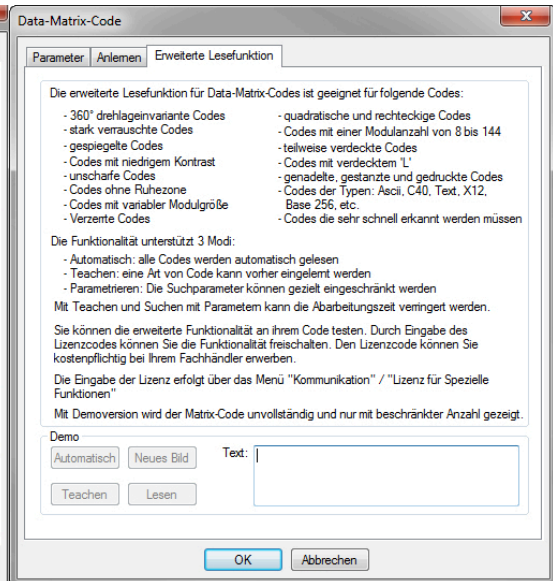 Data-Matrix-Code
Parameter Anlernen Erweiterte Lesefunktion
Die erweiterte Lesefunktion für Data-Matrix-Codes ist geeignet für folgende Codes:
- 360° drehlageinvariante Codes
- stark verrauschte Codes
- gespiegelte Codes
- Codes mit niedrigem Kontrast
- unscharfe Codes
- Codes ohne Ruhezone
- Codes mit variabler Modulgröße
- Verzerrte Codes
- quadratische und rechteckige Codes
- Codes mit einer Modulanzahl von 8 bis 144
- teilweise verdeckte Codes
- Codes mit verdecktem 'L'
- genadelte, gestanzte und gedruckte Codes
- Codes der Typen: Ascii, C40, Text, X12,
Base 256, etc.
- Codes die sehr schnell erkannt werden müssen
Die Funktionalität unterstützt 3 Modi:
- Automatisch: alle Codes werden automatisch gelesen
- Teachen: eine Art von Code kann vorher eingelernt werden
- Parametrieren: Die Suchparameter können gezielt eingeschränkt werden
Mit Teachen und Suchen mit Parametern kann die Abarbeitungszeit verringert werden.
Sie können die erweiterte Funktionalität an ihrem Code testen. Durch Eingabe des
Lizenzcodes können Sie die Funktionalität freischalten. Den Lizenzcode können Sie
kostenpflichtig bei Ihrem Fachhändler erwerben.
Die Eingabe der Lizenz erfolgt über das Menü "Kommunikation" / "Lizenz für Spezielle
Funktionen"
Mit Demoversion wird der Matrix-Code unvollständig und nur mit beschränkter Anzahl gezeigt.
Demo
Automatisch Neues Bild Text:
Teachen Lesen
OK Abbrechen